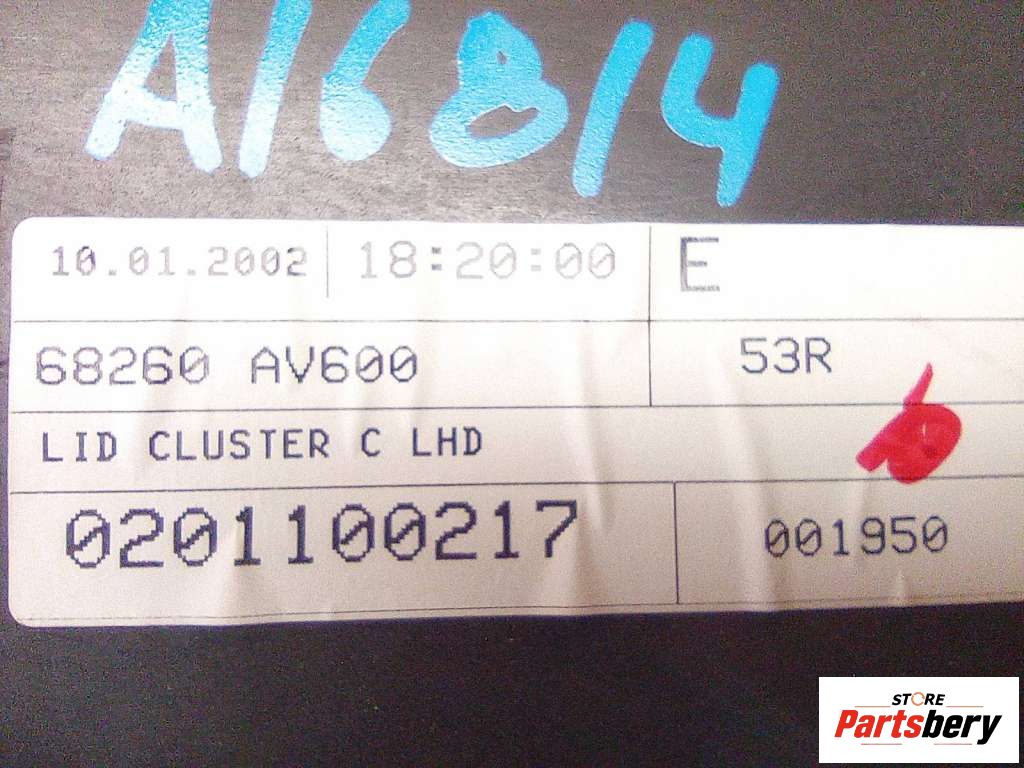 A16814
10.01.2002 18:20:00 E
68260 AV600 53R
LID CLUSTER C LHD
0201100217 001950
STORE
Partsbery